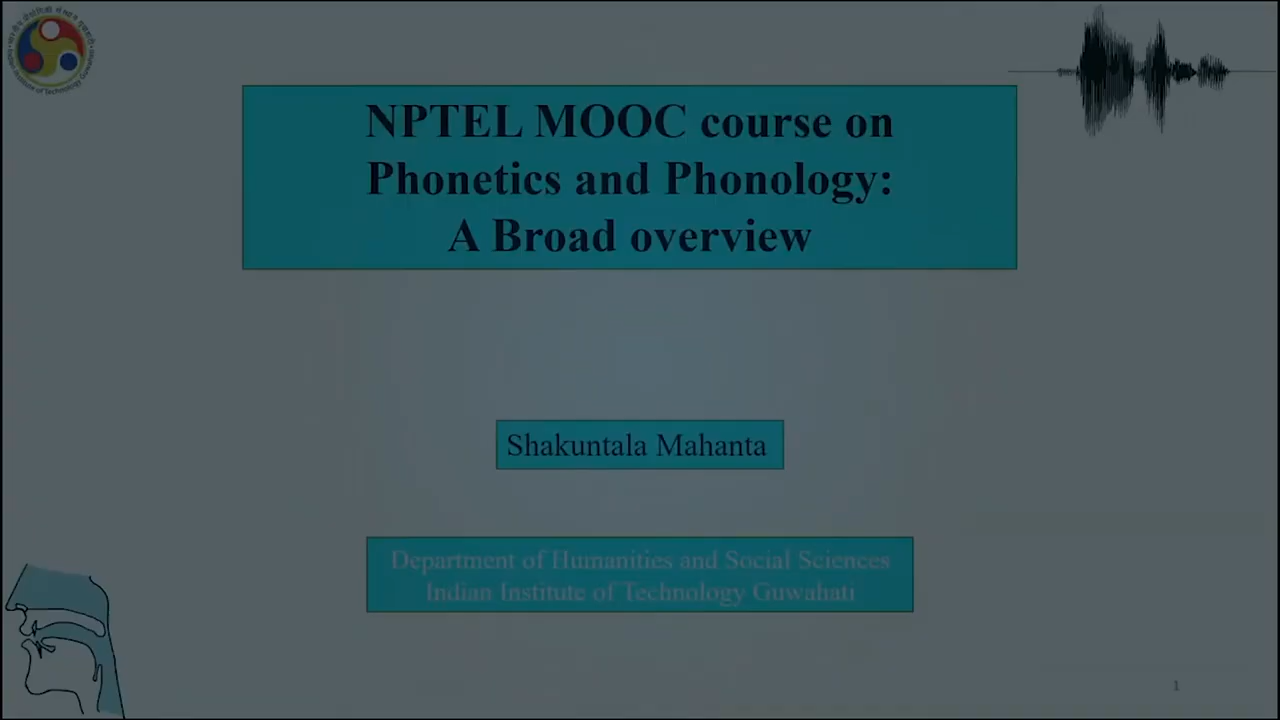 NPTEL MOOC course on
Phonetics and Phonology:
A Broad overview
Shakuntala Mahanta
Department of Humanities and Social Sciences
Indian Institute of Technology Guwahati
1